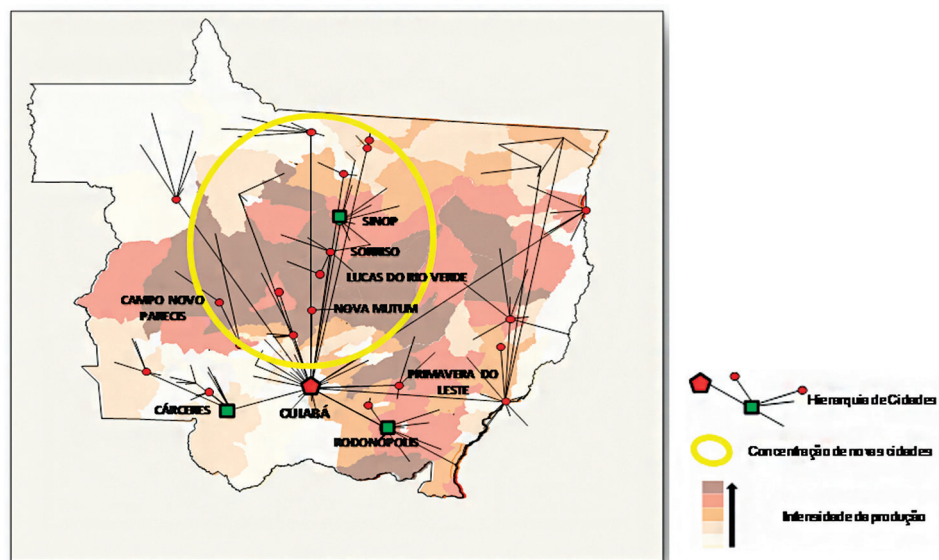 SINOP
SORRISO
LUCAS DO RIO VERDE
CAMPO NOVO
PARECIS
NOVA MUTUM
PRIMAVERA DO
LESTE
CÁRCERES
CUIABÁ
RODONÓPOLIS
Hierarquia de Cidades
Concentração de novas cidades
Intensidade da produção